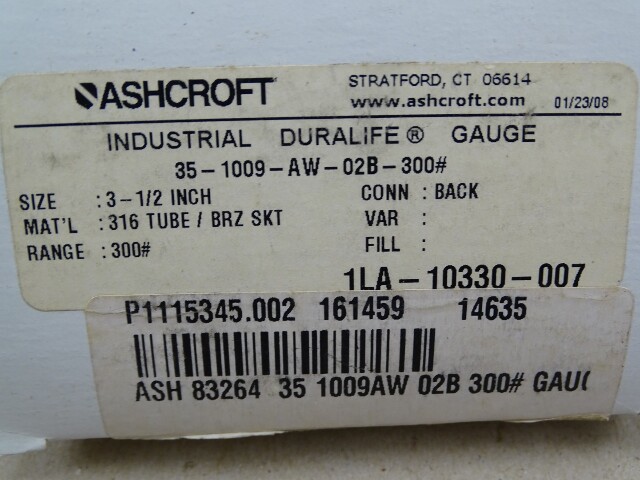 ASHCROFT STRATFORD, CT 06614
www.ashcroft.com 01/23/08
INDUSTRIAL DURALIFE® GAUGE
35-1009-AW-02B-300#
SIZE : 3-1/2 INCH CONN : BACK
MAT'L : 316 TUBE / BRZ SKT VAR :
RANGE : 300# FILL :
1LA-10330-007
P1115345.002 161459 14635
ASH 83264 35 1009AW 02B 300# GAU